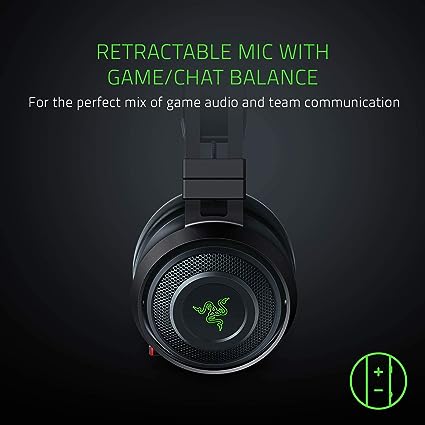 RETRACTABLE MIC WITH
GAME/CHAT BALANCE
For the perfect mix of game audio and team communication
+
-